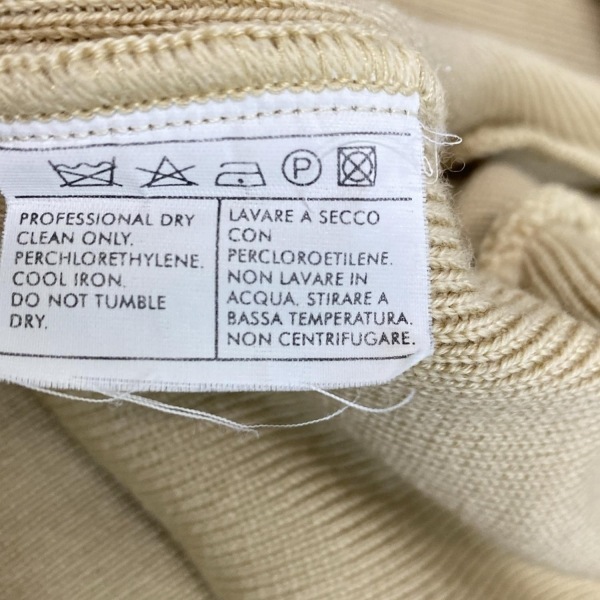 P
PROFESSIONAL DRY
CLEAN ONLY.
PERCHLORETHYLENE.
COOL IRON.
DO NOT TUMBLE
DRY.
LAVARE A SECCO
CON
PERCLOROETILENE.
NON LAVARE IN
ACQUA. STIRARE A
BASSA TEMPERATURA.
NON CENTRIFUGARE.